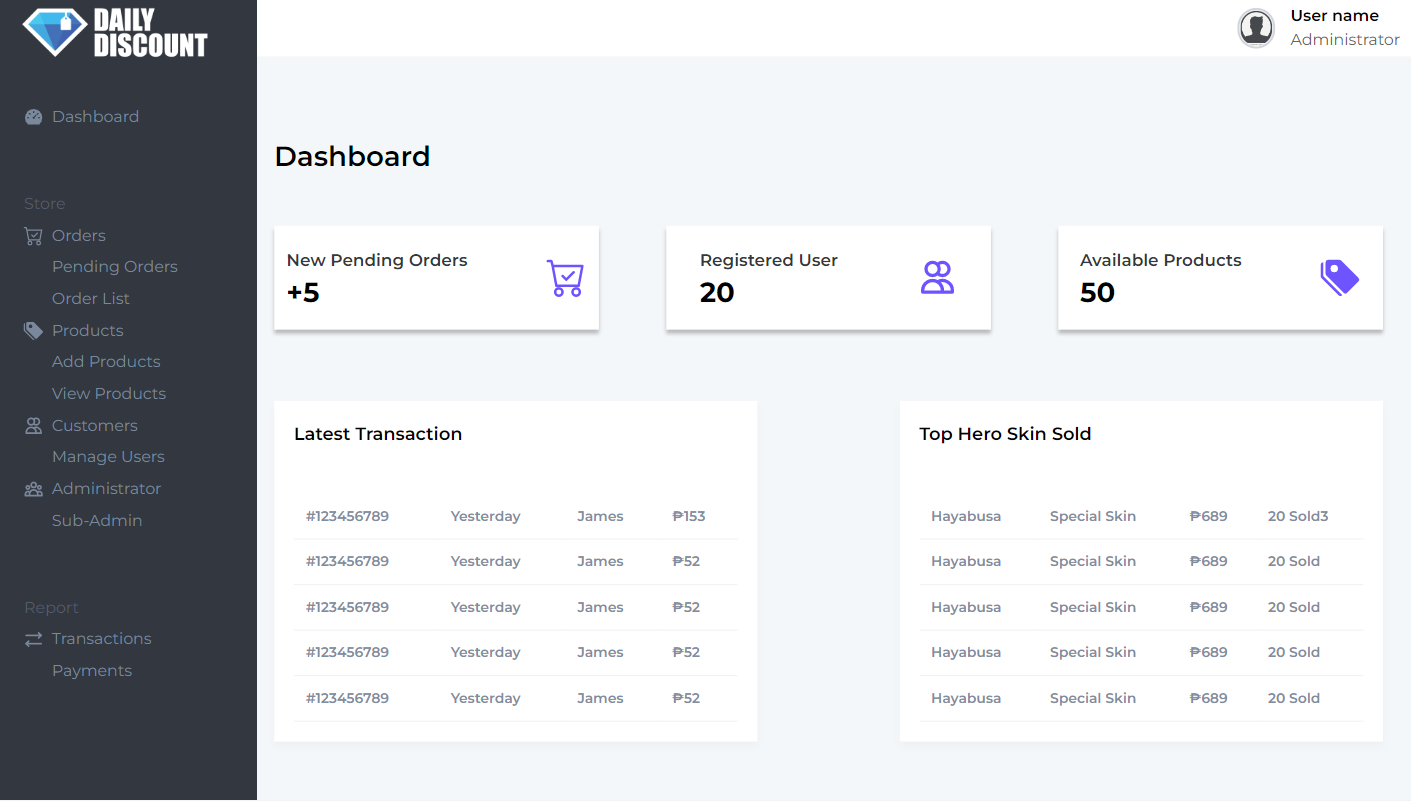 DAILY
DISCOUNT
User name
Administrator
Dashboard
Store
Orders
Pending Orders
Order List
Products
Add Products
View Products
Customers
Manage Users
Administrator
Sub-Admin
Report
Transactions
Payments
Dashboard
New Pending Orders
+5
Registered User
20
Available Products
50
Latest Transaction
#123456789 Yesterday James ₱153
#123456789 Yesterday James ₱52
#123456789 Yesterday James ₱52
#123456789 Yesterday James ₱52
#123456789 Yesterday James ₱52
Top Hero Skin Sold
Hayabusa Special Skin ₱689 20 Sold3
Hayabusa Special Skin ₱689 20 Sold
Hayabusa Special Skin ₱689 20 Sold
Hayabusa Special Skin ₱689 20 Sold
Hayabusa Special Skin ₱689 20 Sold